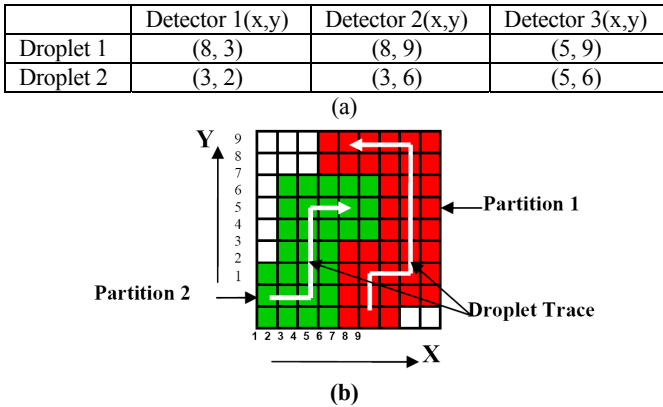 Detector 1(x,y) Detector 2(x,y) Detector 3(x,y)
Droplet 1 (8, 3) (8, 9) (5, 9)
Droplet 2 (3, 2) (3, 6) (5, 6)
(a)
Y
9
8
7
6
5
4
3
2
1
Partition 1
Partition 2
Droplet Trace
1 2 3 4 5 6 7 8 9
X
(b)